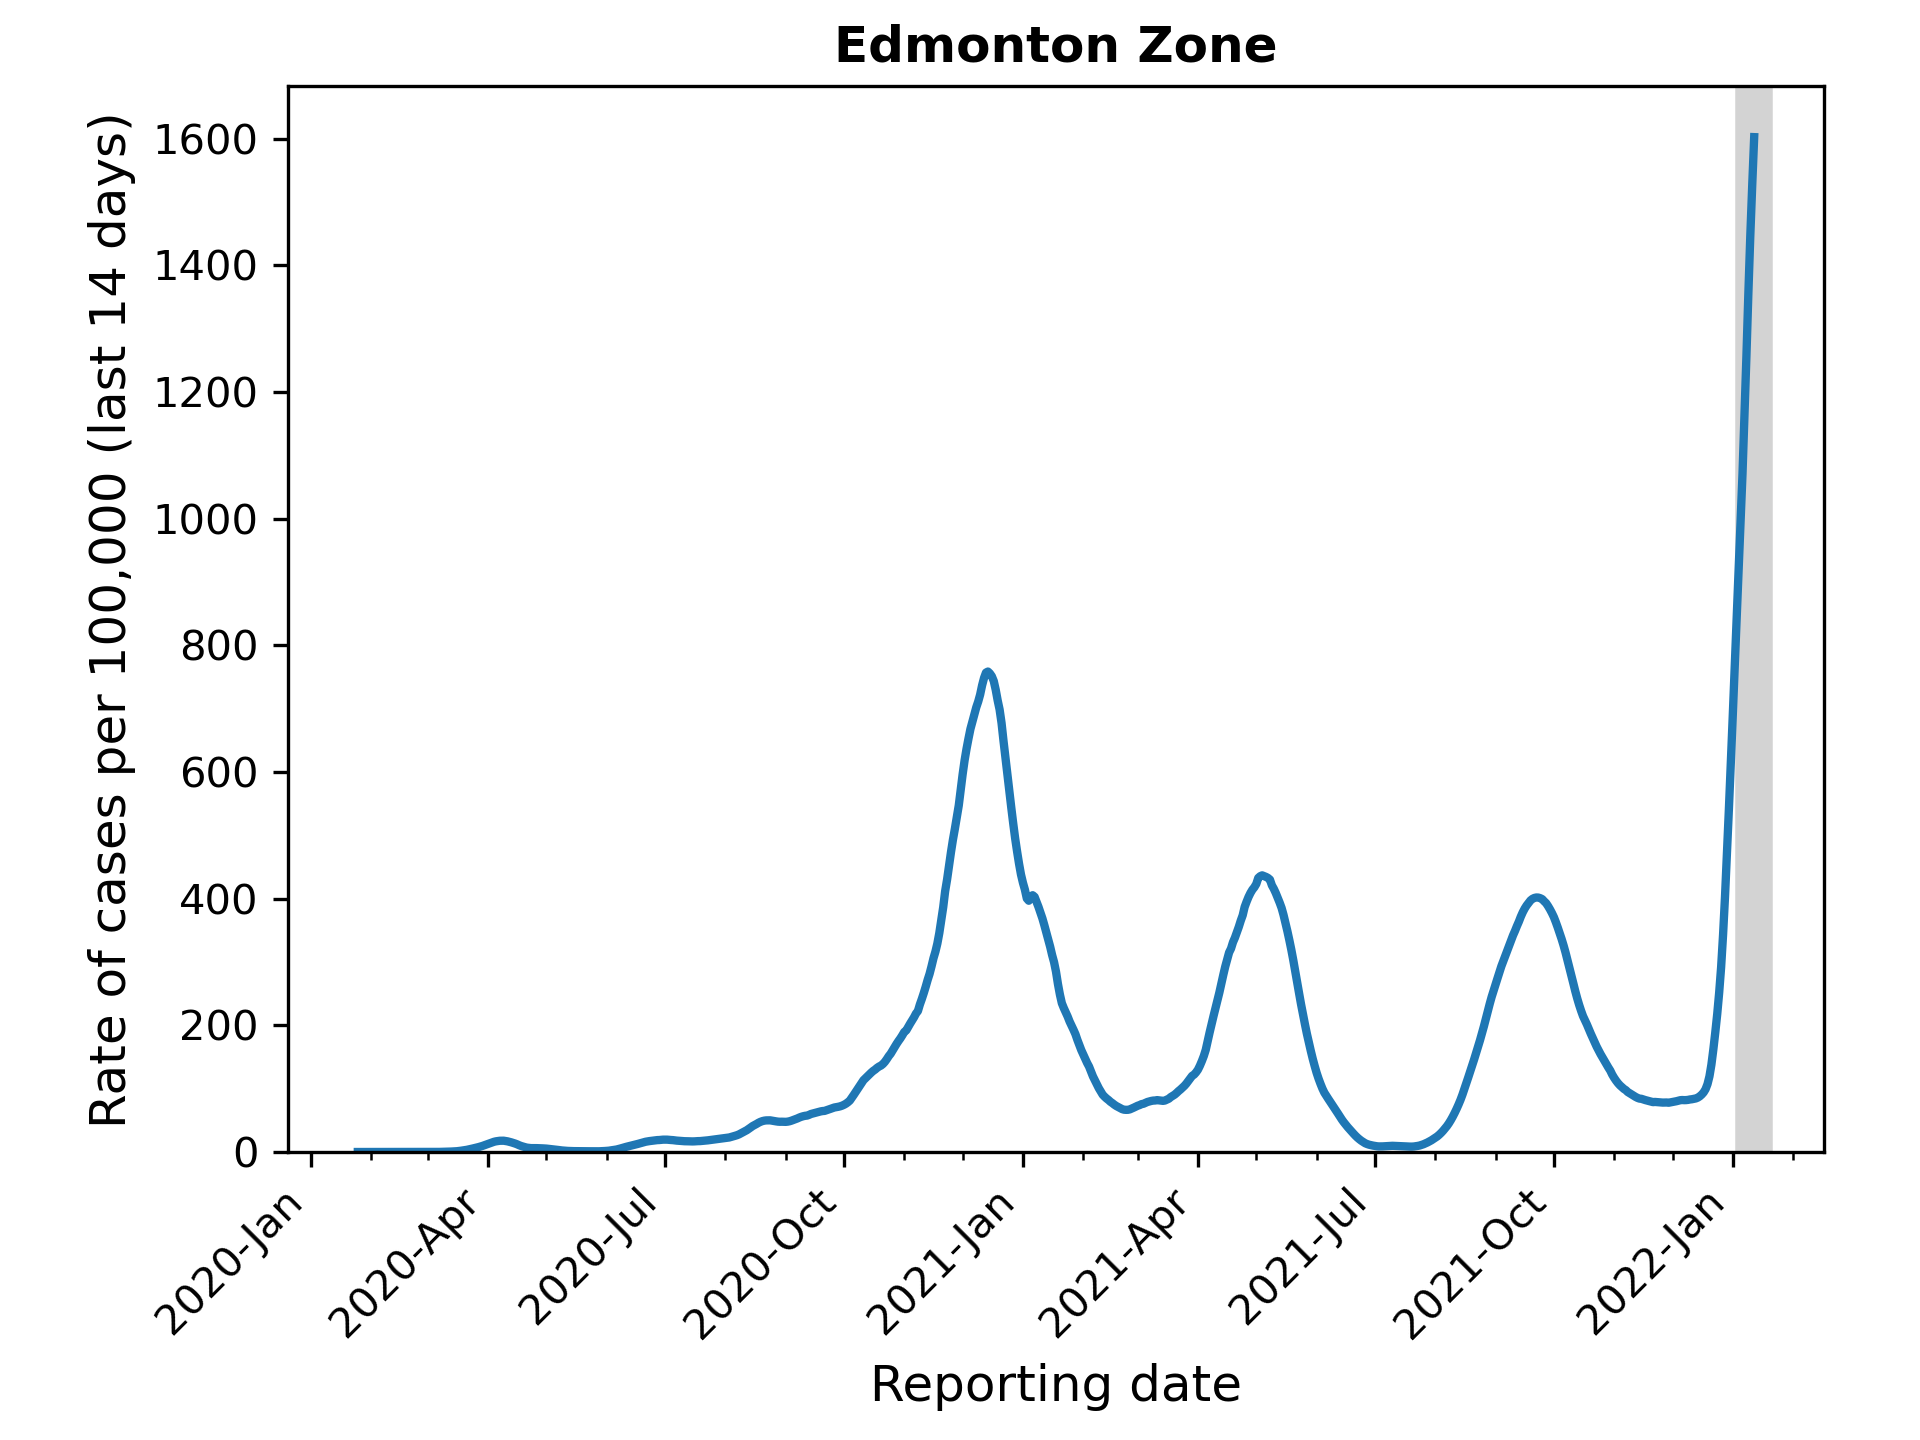 Edmonton Zone
Rate of cases per 100,000 (last 14 days)
1600
1400
1200
1000
800
600
400
200
0
2020-Jan
2020-Apr
2020-Jul
2020-Oct
2021-Jan
2021-Apr
2021-Jul
2021-Oct
2022-Jan
Reporting date